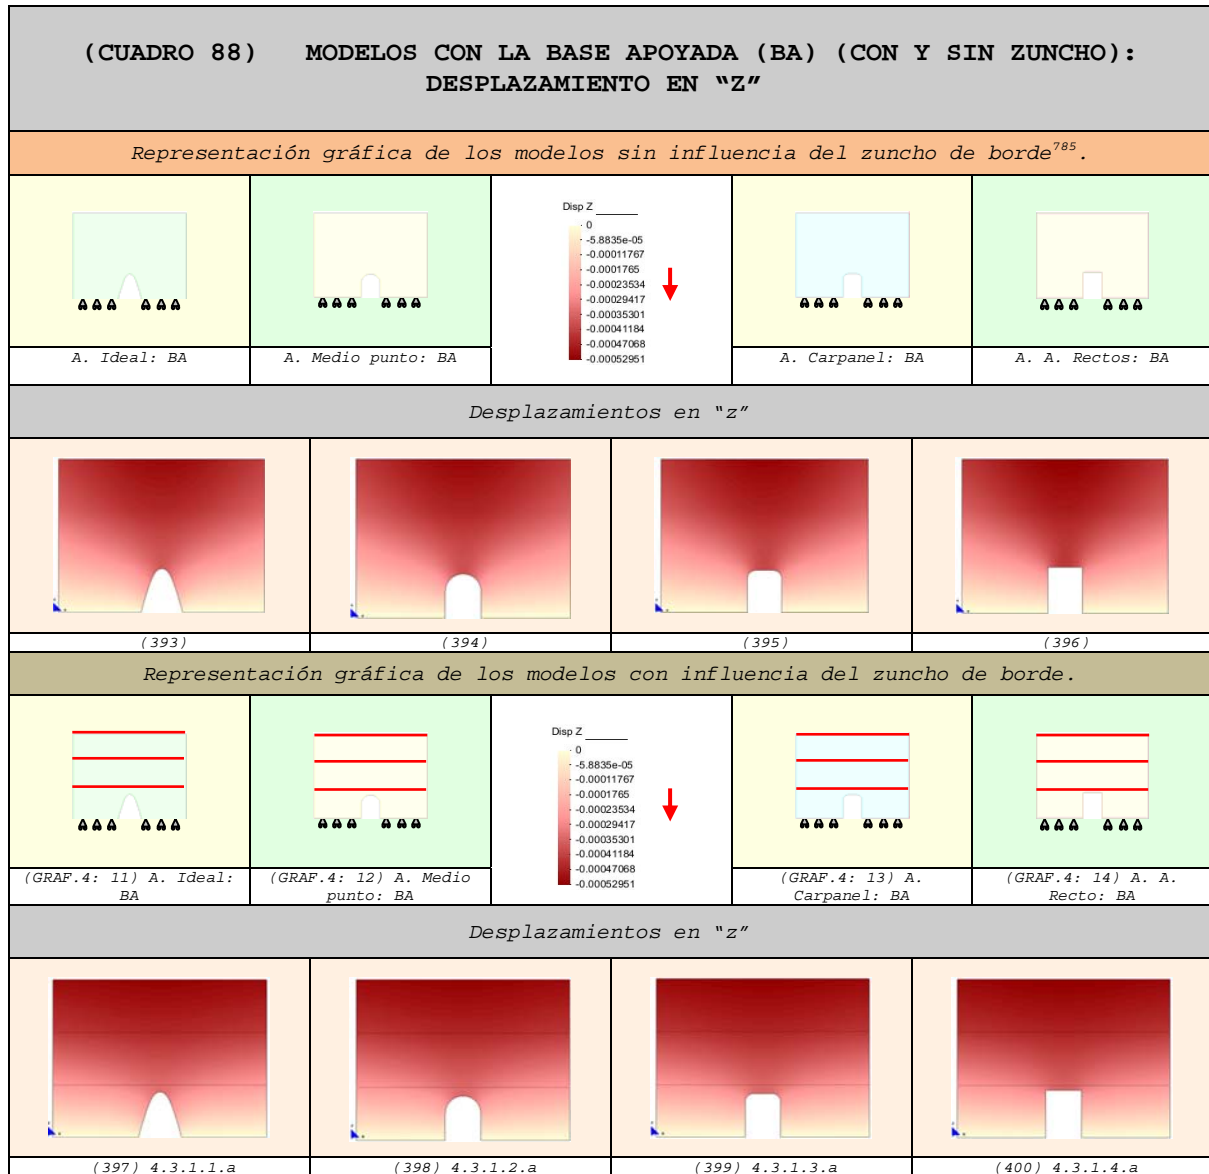 (CUADRO 88) MODELOS CON LA BASE APOYADA (BA) (CON Y SIN ZUNCHO):
DESPLAZAMIENTO EN “Z”
Representación gráfica de los modelos sin influencia del zuncho de borde785.
Disp Z
0
-5.8835e-05
-0.00011767
-0.0001765
-0.00023534
-0.00029417
-0.00035301
-0.00041184
-0.00047068
-0.00052951
A. Ideal: BA
A. Medio punto: BA
A. Carpanel: BA
A. A. Rectos: BA
Desplazamientos en “z”
(393)
(394)
(395)
(396)
Representación gráfica de los modelos con influencia del zuncho de borde.
Disp Z
0
-5.8835e-05
-0.00011767
-0.0001765
-0.00023534
-0.00029417
-0.00035301
-0.00041184
-0.00047068
-0.00052951
(GRAF.4: 11) A. Ideal:
BA
(GRAF.4: 12) A. Medio
punto: BA
(GRAF.4: 13) A.
Carpanel: BA
(GRAF.4: 14) A. A.
Recto: BA
Desplazamientos en “z”
(397) 4.3.1.1.a
(398) 4.3.1.2.a
(399) 4.3.1.3.a
(400) 4.3.1.4.a